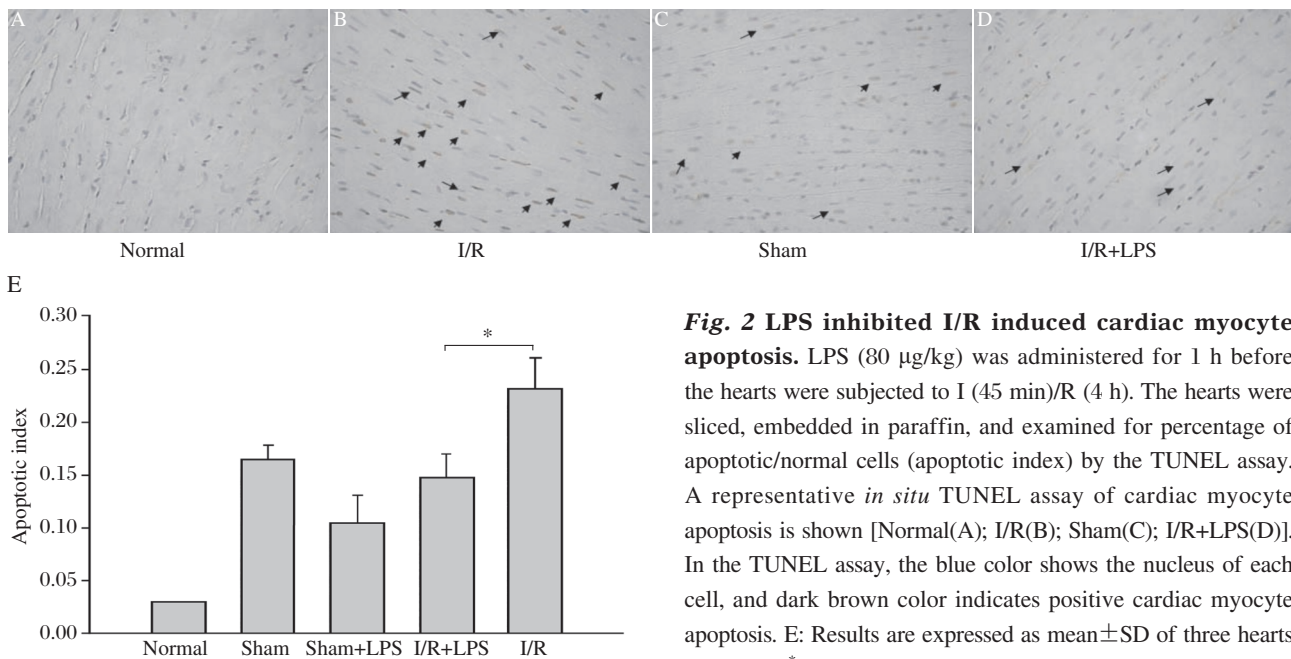 A B C D
Normal I/R Sham I/R+LPS
E
0.30
0.25
0.20
0.15
0.10
0.05
0.00
Apoptotic index
*
Normal Sham Sham+LPS I/R+LPS I/R
Fig. 2 LPS inhibited I/R induced cardiac myocyte
apoptosis. LPS (80 μg/kg) was administered for 1 h before
the hearts were subjected to I (45 min)/R (4 h). The hearts were
sliced, embedded in paraffin, and examined for percentage of
apoptotic/normal cells (apoptotic index) by the TUNEL assay.
A representative in situ TUNEL assay of cardiac myocyte
apoptosis is shown [Normal(A); I/R(B); Sham(C); I/R+LPS(D)].
In the TUNEL assay, the blue color shows the nucleus of each
cell, and dark brown color indicates positive cardiac myocyte
apoptosis. E: Results are expressed as mean±SD of three hearts
*